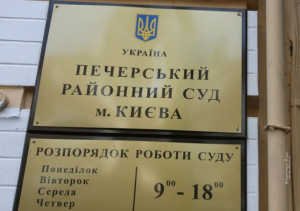 УКРАЇНА
ПЕЧЕРСЬКИЙ
РАЙОННИЙ СУД
м. КИЄВА
РОЗПОРЯДОК РОБОТИ СУДУ
Понеділок
Вівторок
Середа
Четвер
9⁰⁰ - 18⁰⁰